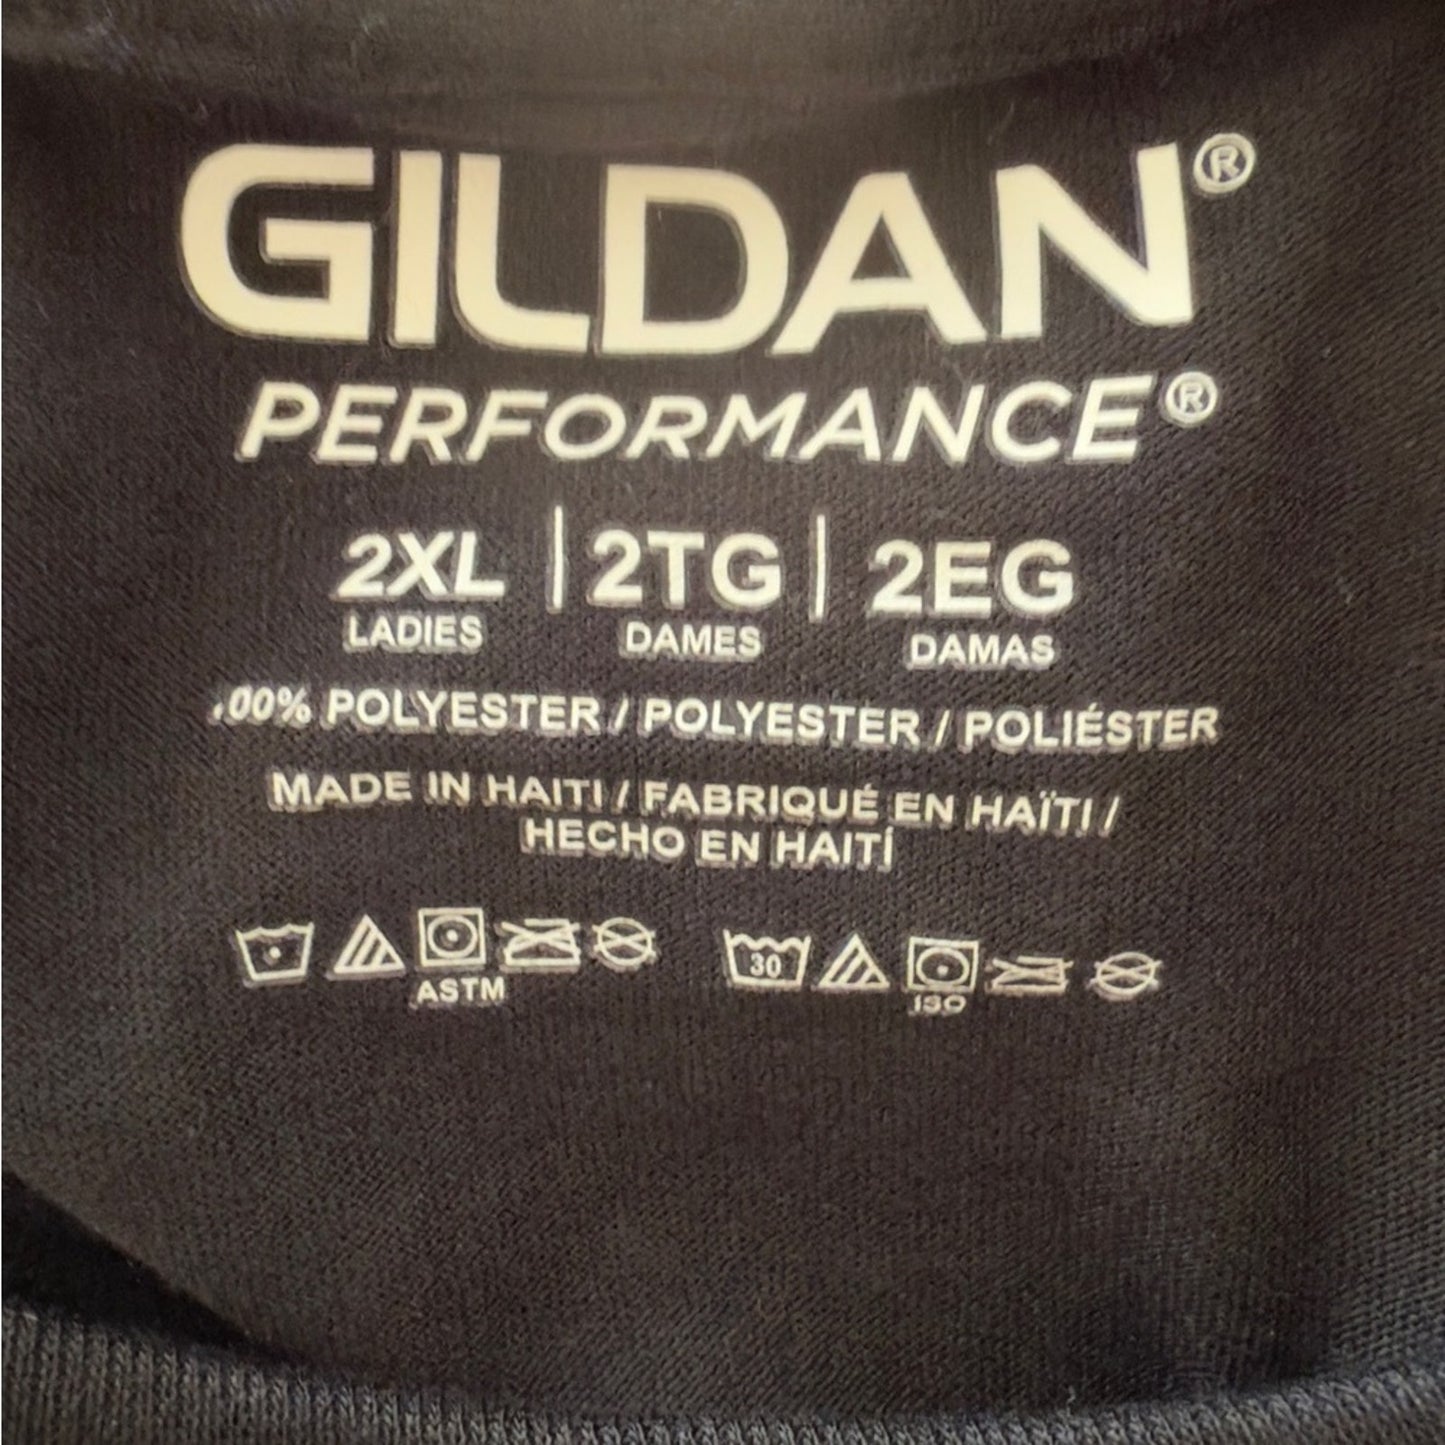 GILDAN®
PERFORMANCE®
2XL | 2TG | 2EG
LADIES DAMES DAMAS
100% POLYESTER / POLYESTER / POLIÉSTER
MADE IN HAITI / FABRIQUÉ EN HAÏTI /
HECHO EN HAITÍ
30
ASTM ISO